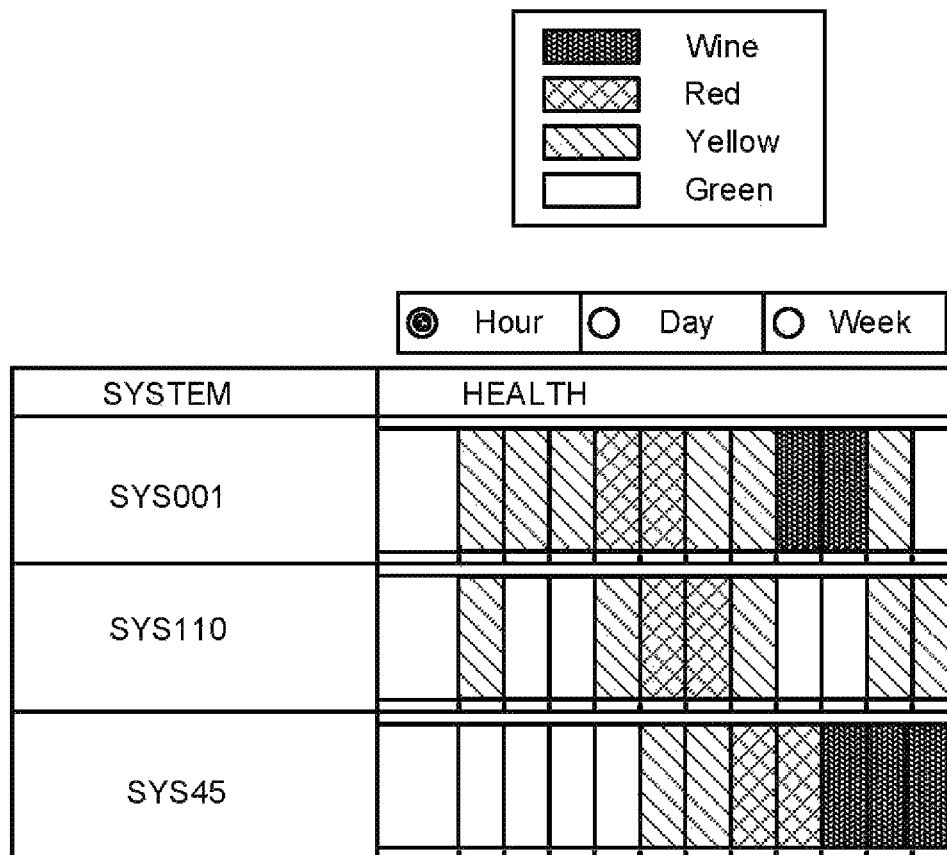 Wine
Red
Yellow
Green
Hour Day Week
SYSTEM HEALTH
SYS001
SYS110
SYS45